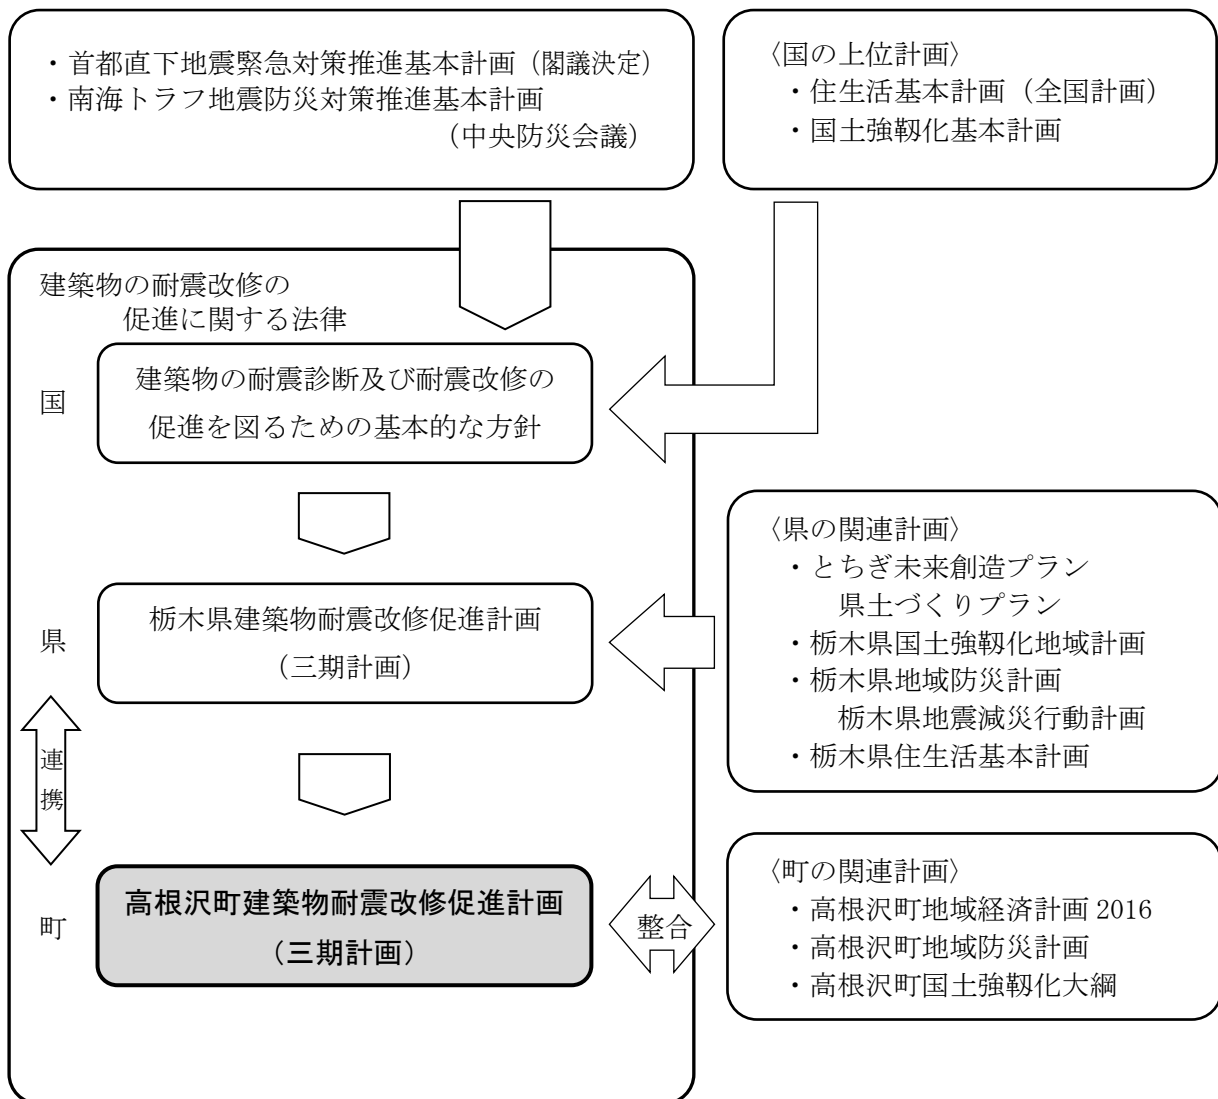 ・首都直下地震緊急対策推進基本計画（閣議決定）
・南海トラフ地震防災対策推進基本計画
（中央防災会議）
〈国の上位計画〉
・住生活基本計画（全国計画）
・国土強靱化基本計画
建築物の耐震改修の
促進に関する法律
国
建築物の耐震診断及び耐震改修の
促進を図るための基本的な方針
県
栃木県建築物耐震改修促進計画
（三期計画）
〈県の関連計画〉
・とちぎ未来創造プラン
県土づくりプラン
・栃木県国土強靱化地域計画
・栃木県地域防災計画
栃木県地震減災行動計画
・栃木県住生活基本計画
連
携
町
高根沢町建築物耐震改修促進計画
（三期計画）
整合
〈町の関連計画〉
・高根沢町地域経済計画 2016
・高根沢町地域防災計画
・高根沢町国土強靱化大綱